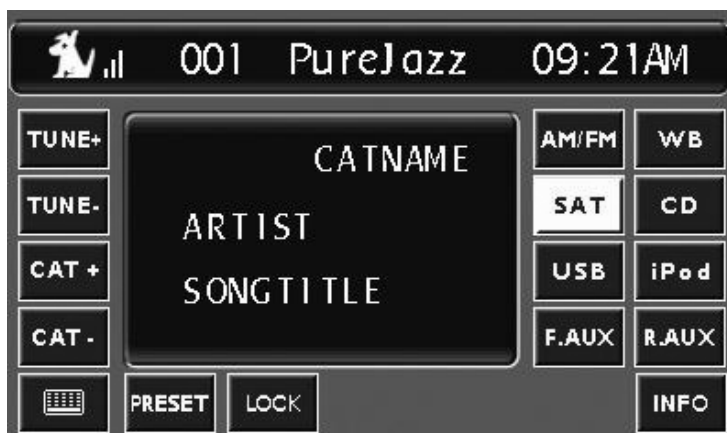 001 PureJazz 09:21AM
TUNE+
CATNAME
AM/FM WB
TUNE-
ARTIST
SAT CD
CAT +
SONGTITLE
USB iPod
CAT -
F.AUX R.AUX
PRESET LOCK INFO